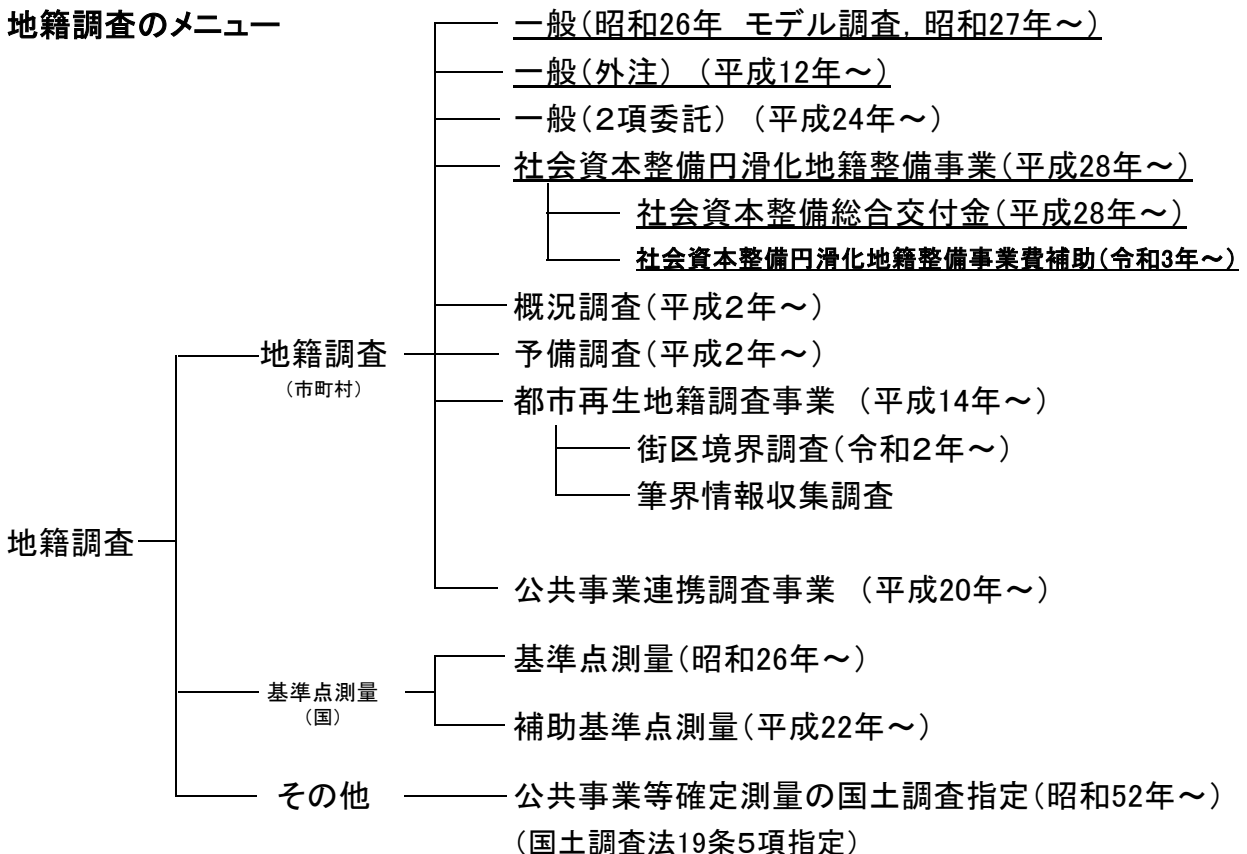 地籍調査のメニュー
一般(昭和26年 モデル調査, 昭和27年～)
一般(外注) (平成12年～)
一般(2項委託) (平成24年～)
社会資本整備円滑化地籍整備事業(平成28年～)
社会資本整備総合交付金(平成28年～)
社会資本整備円滑化地籍整備事業費補助(令和3年～)
概況調査(平成2年～)
地籍調査
(市町村)
予備調査(平成2年～)
都市再生地籍調査事業 (平成14年～)
街区境界調査(令和2年～)
筆界情報収集調査
地籍調査
公共事業連携調査事業 (平成20年～)
基準点測量(昭和26年～)
基準点測量
(国)
補助基準点測量(平成22年～)
その他
公共事業等確定測量の国土調査指定(昭和52年～)
(国土調査法19条5項指定)